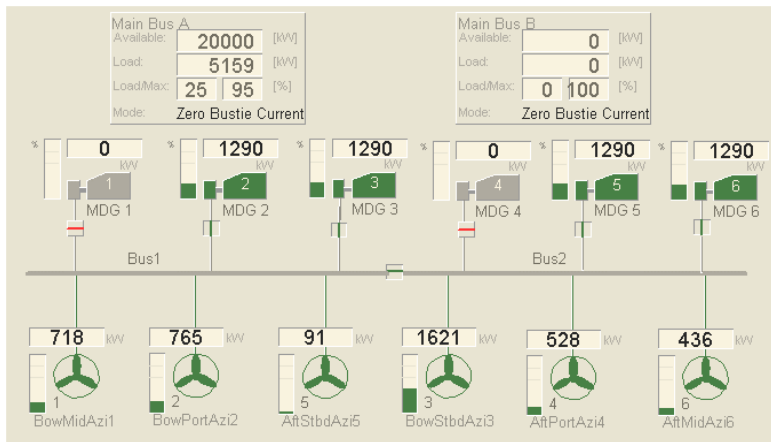 Main Bus A Main Bus B
Available: 20000 [kW] Available: 0 [kW]
Load: 5159 [kW] Load: 0 [kW]
Load/Max: 25 95 [%] Load/Max: 0 100 [%]
Mode: Zero Bustie Current Mode: Zero Bustie Current
% 0 % 1290 % 1290 % 0 % 1290 % 1290
kW kW kW kW kW kW
1 2 3 4 5 6
MDG 1 MDG 2 MDG 3 MDG 4 MDG 5 MDG 6
Bus1 Bus2
718 kW 765 kW 91 kW 1621 kW 528 kW 436 kW
1 2 5 3 4 6
BowMidAzi1 BowPortAzi2 AftStbdAzi5 BowStbdAzi3 AftPortAzi4 AftMidAzi6